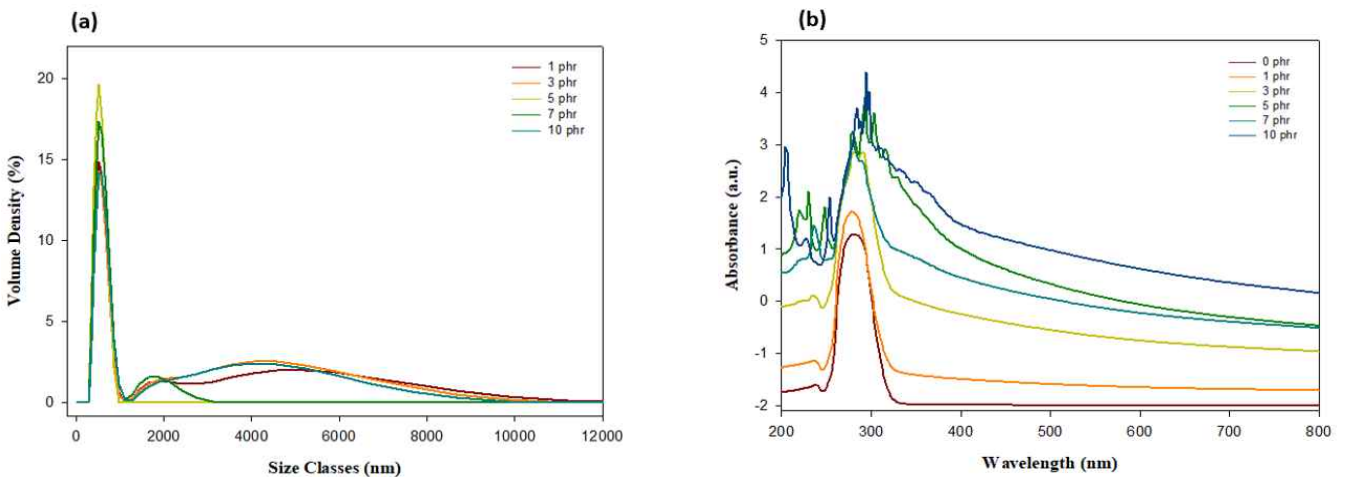 (a)
1 phr
3 phr
5 phr
7 phr
10 phr
20
15
10
5
0
Volume Density (%)
0 2000 4000 6000 8000 10000 12000
Size Classes (nm)
(b)
0 phr
1 phr
3 phr
5 phr
7 phr
10 phr
5
4
3
2
1
0
-1
-2
Absorbance (a.u.)
200 300 400 500 600 700 800
Wavelength (nm)